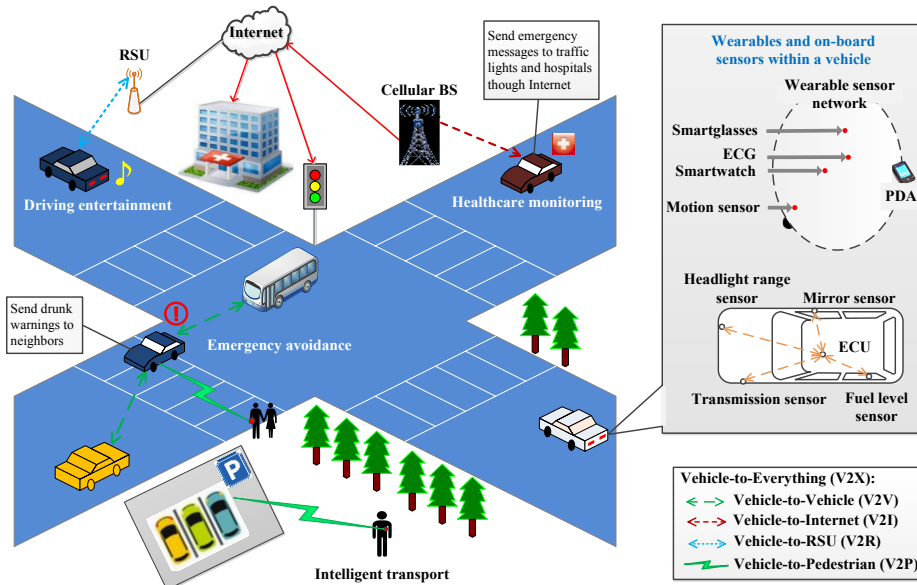 Internet
RSU
Send emergency
messages to traffic
lights and hospitals
though Internet
Cellular BS
Driving entertainment
Healthcare monitoring
Send drunk
warnings to
neighbors
Emergency avoidance
P
Intelligent transport
Wearables and on-board
sensors within a vehicle
Wearable sensor
network
Smartglasses
ECG
Smartwatch
PDA
Motion sensor
Headlight range
sensor
Mirror sensor
ECU
Transmission sensor
Fuel level
sensor
Vehicle-to-Everything (V2X):
Vehicle-to-Vehicle (V2V)
Vehicle-to-Internet (V2I)
Vehicle-to-RSU (V2R)
Vehicle-to-Pedestrian (V2P)